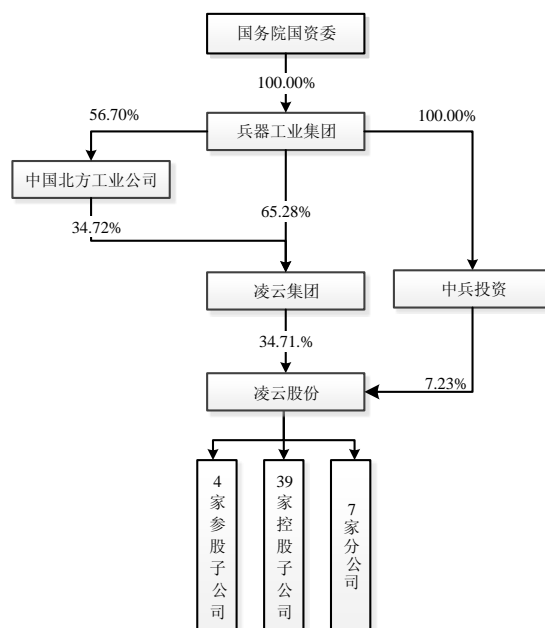 国务院国资委
100.00%
56.70%
兵器工业集团
100.00%
中国北方工业公司
65.28%
34.72%
凌云集团
中兵投资
34.71.%
凌云股份
7.23%
4家参股子公司
39家控股子公司
7家分公司